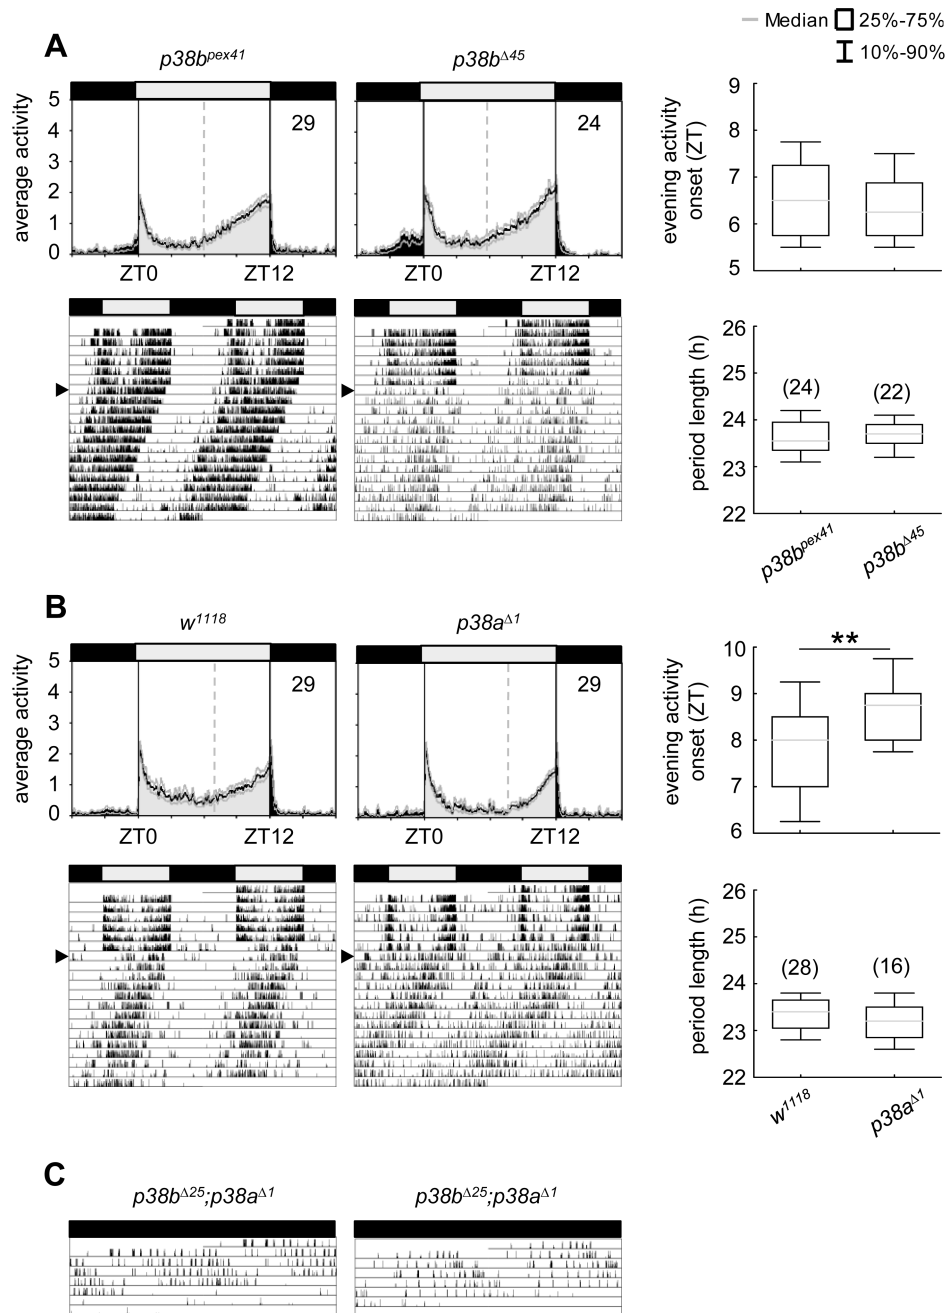 Median 25%-75%
10%-90%
A
p38b^pex41
p38b^Δ45
average activity
5
4
3
2
1
0
29
24
ZT0
ZT12
ZT0
ZT12
evening activity
onset (ZT)
9
8
7
6
5
period length (h)
26
25
24
23
22
(24)
(22)
p38b^pex41
p38b^Δ45
B
w^1118
p38a^Δ1
average activity
5
4
3
2
1
0
29
29
ZT0
ZT12
ZT0
ZT12
evening activity
onset (ZT)
10
9
8
7
6
**
period length (h)
26
25
24
23
22
(28)
(16)
w^1118
p38a^Δ1
C
p38b^Δ25;p38a^Δ1
p38b^Δ25;p38a^Δ1